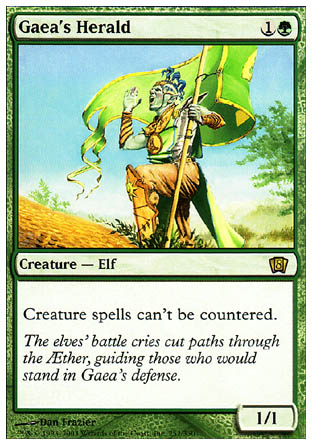 Gaea's Herald 1
Creature — Elf
8
Creature spells can't be countered.
The elves' battle cries cut paths through
the Æther, guiding those who would
stand in Gaea's defense.
Dan Frazier
1/1